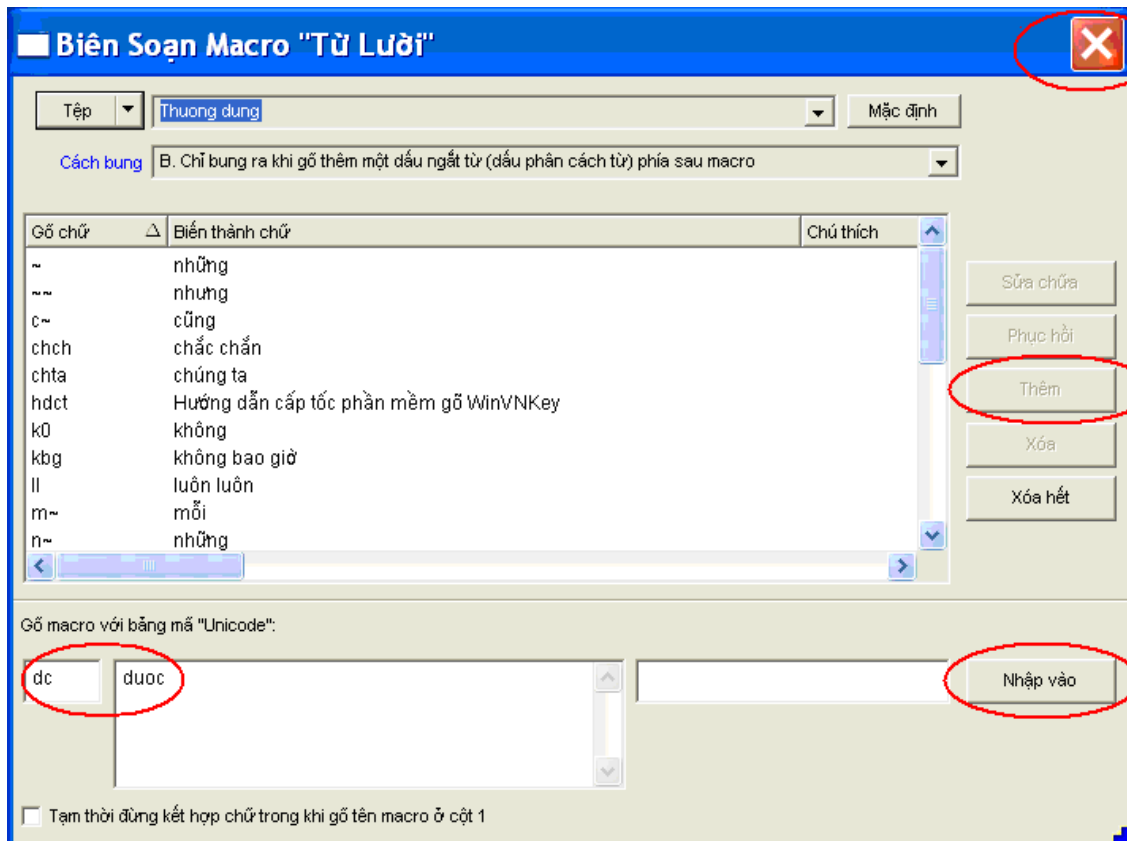 Biên Soạn Macro "Từ Lười"
Tệp Thuong dung Mặc định
Cách bung B. Chỉ bung ra khi gố thêm một dấu ngắt từ (dấu phân cách từ) phía sau macro
Gố chữ Biến thành chữ Chú thích
~ những
~~ nhưng
c~ cũng
chch chắc chắn
chta chúng ta
hdct Hướng dẫn cấp tốc phần mềm gõ WinVNKey
k0 không
kbg không bao giờ
ll luôn luôn
m~ mỗi
n~ những
Sửa chữa
Phục hồi
Thêm
Xóa
Xóa hết
Gố macro với bảng mã "Unicode":
dc duoc Nhập vào
Tạm thời đừng kết hợp chữ trong khi gố tên macro ở cột 1